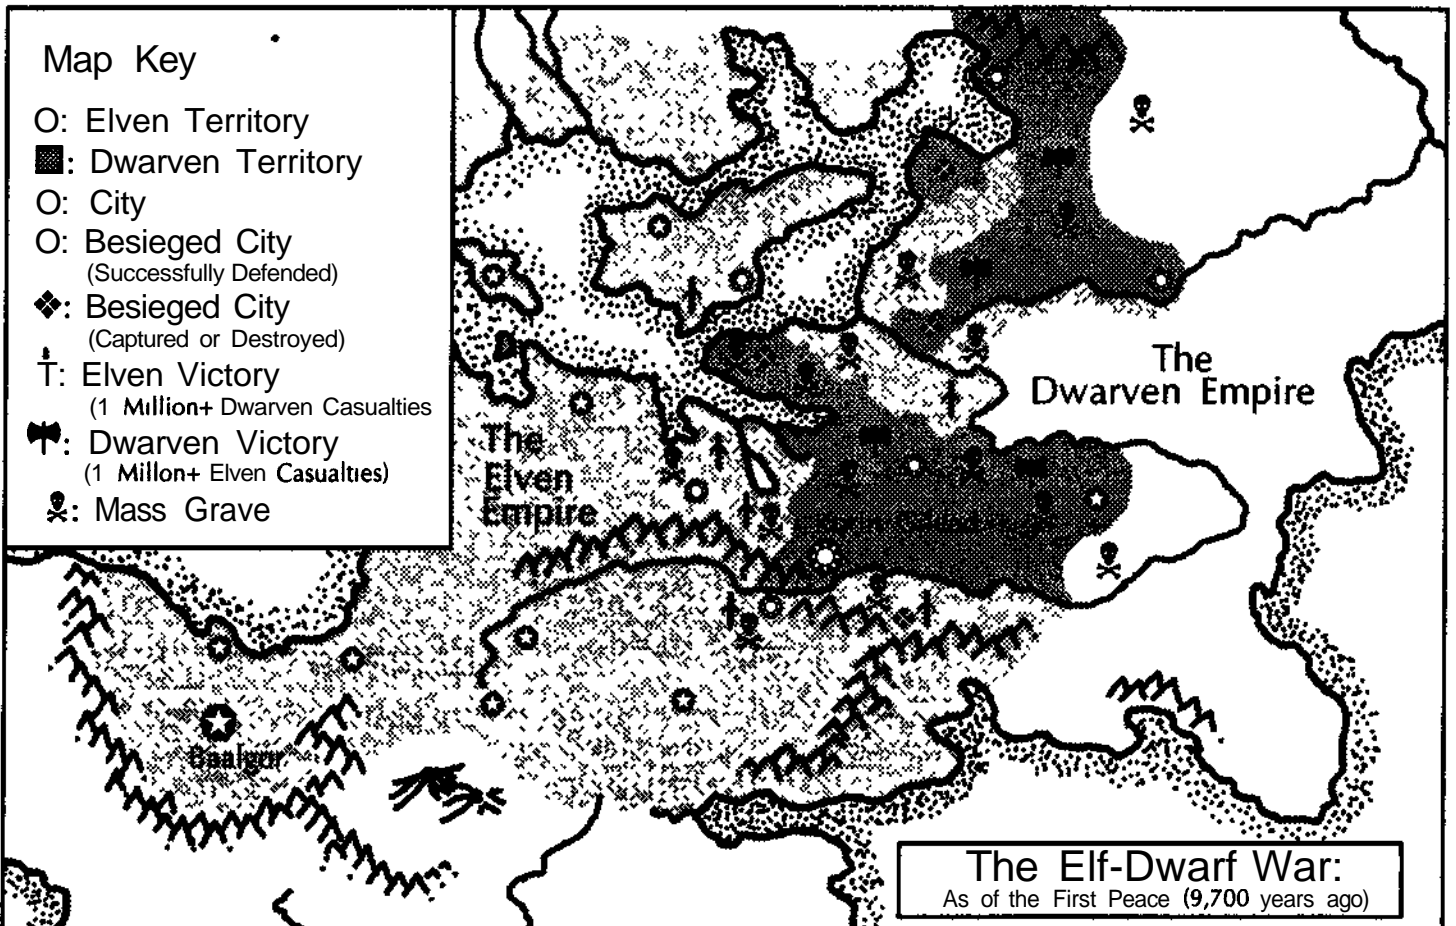 Map Key
O: Elven Territory
■: Dwarven Territory
O: City
O: Besieged City
(Successfully Defended)
❖: Besieged City
(Captured or Destroyed)
T: Elven Victory
(1 Million+ Dwarven Casualties
: Dwarven Victory
(1 Millon+ Elven Casualties)
☠: Mass Grave
The
Dwarven Empire
The
Elven
Empire
Baalgor
The Elf-Dwarf War:
As of the First Peace (9,700 years ago)